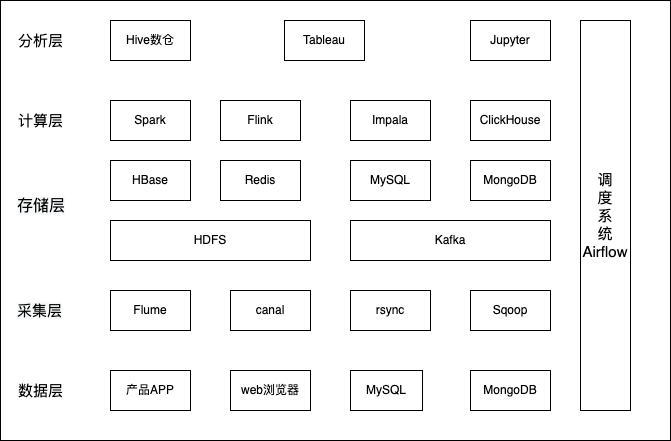 分析层
Hive数仓
Tableau
Jupyter
计算层
Spark
Flink
Impala
ClickHouse
存储层
HBase
Redis
MySQL
MongoDB
HDFS
Kafka
采集层
Flume
canal
rsync
Sqoop
数据层
产品APP
web浏览器
MySQL
MongoDB
调
度
系
统
Airflow